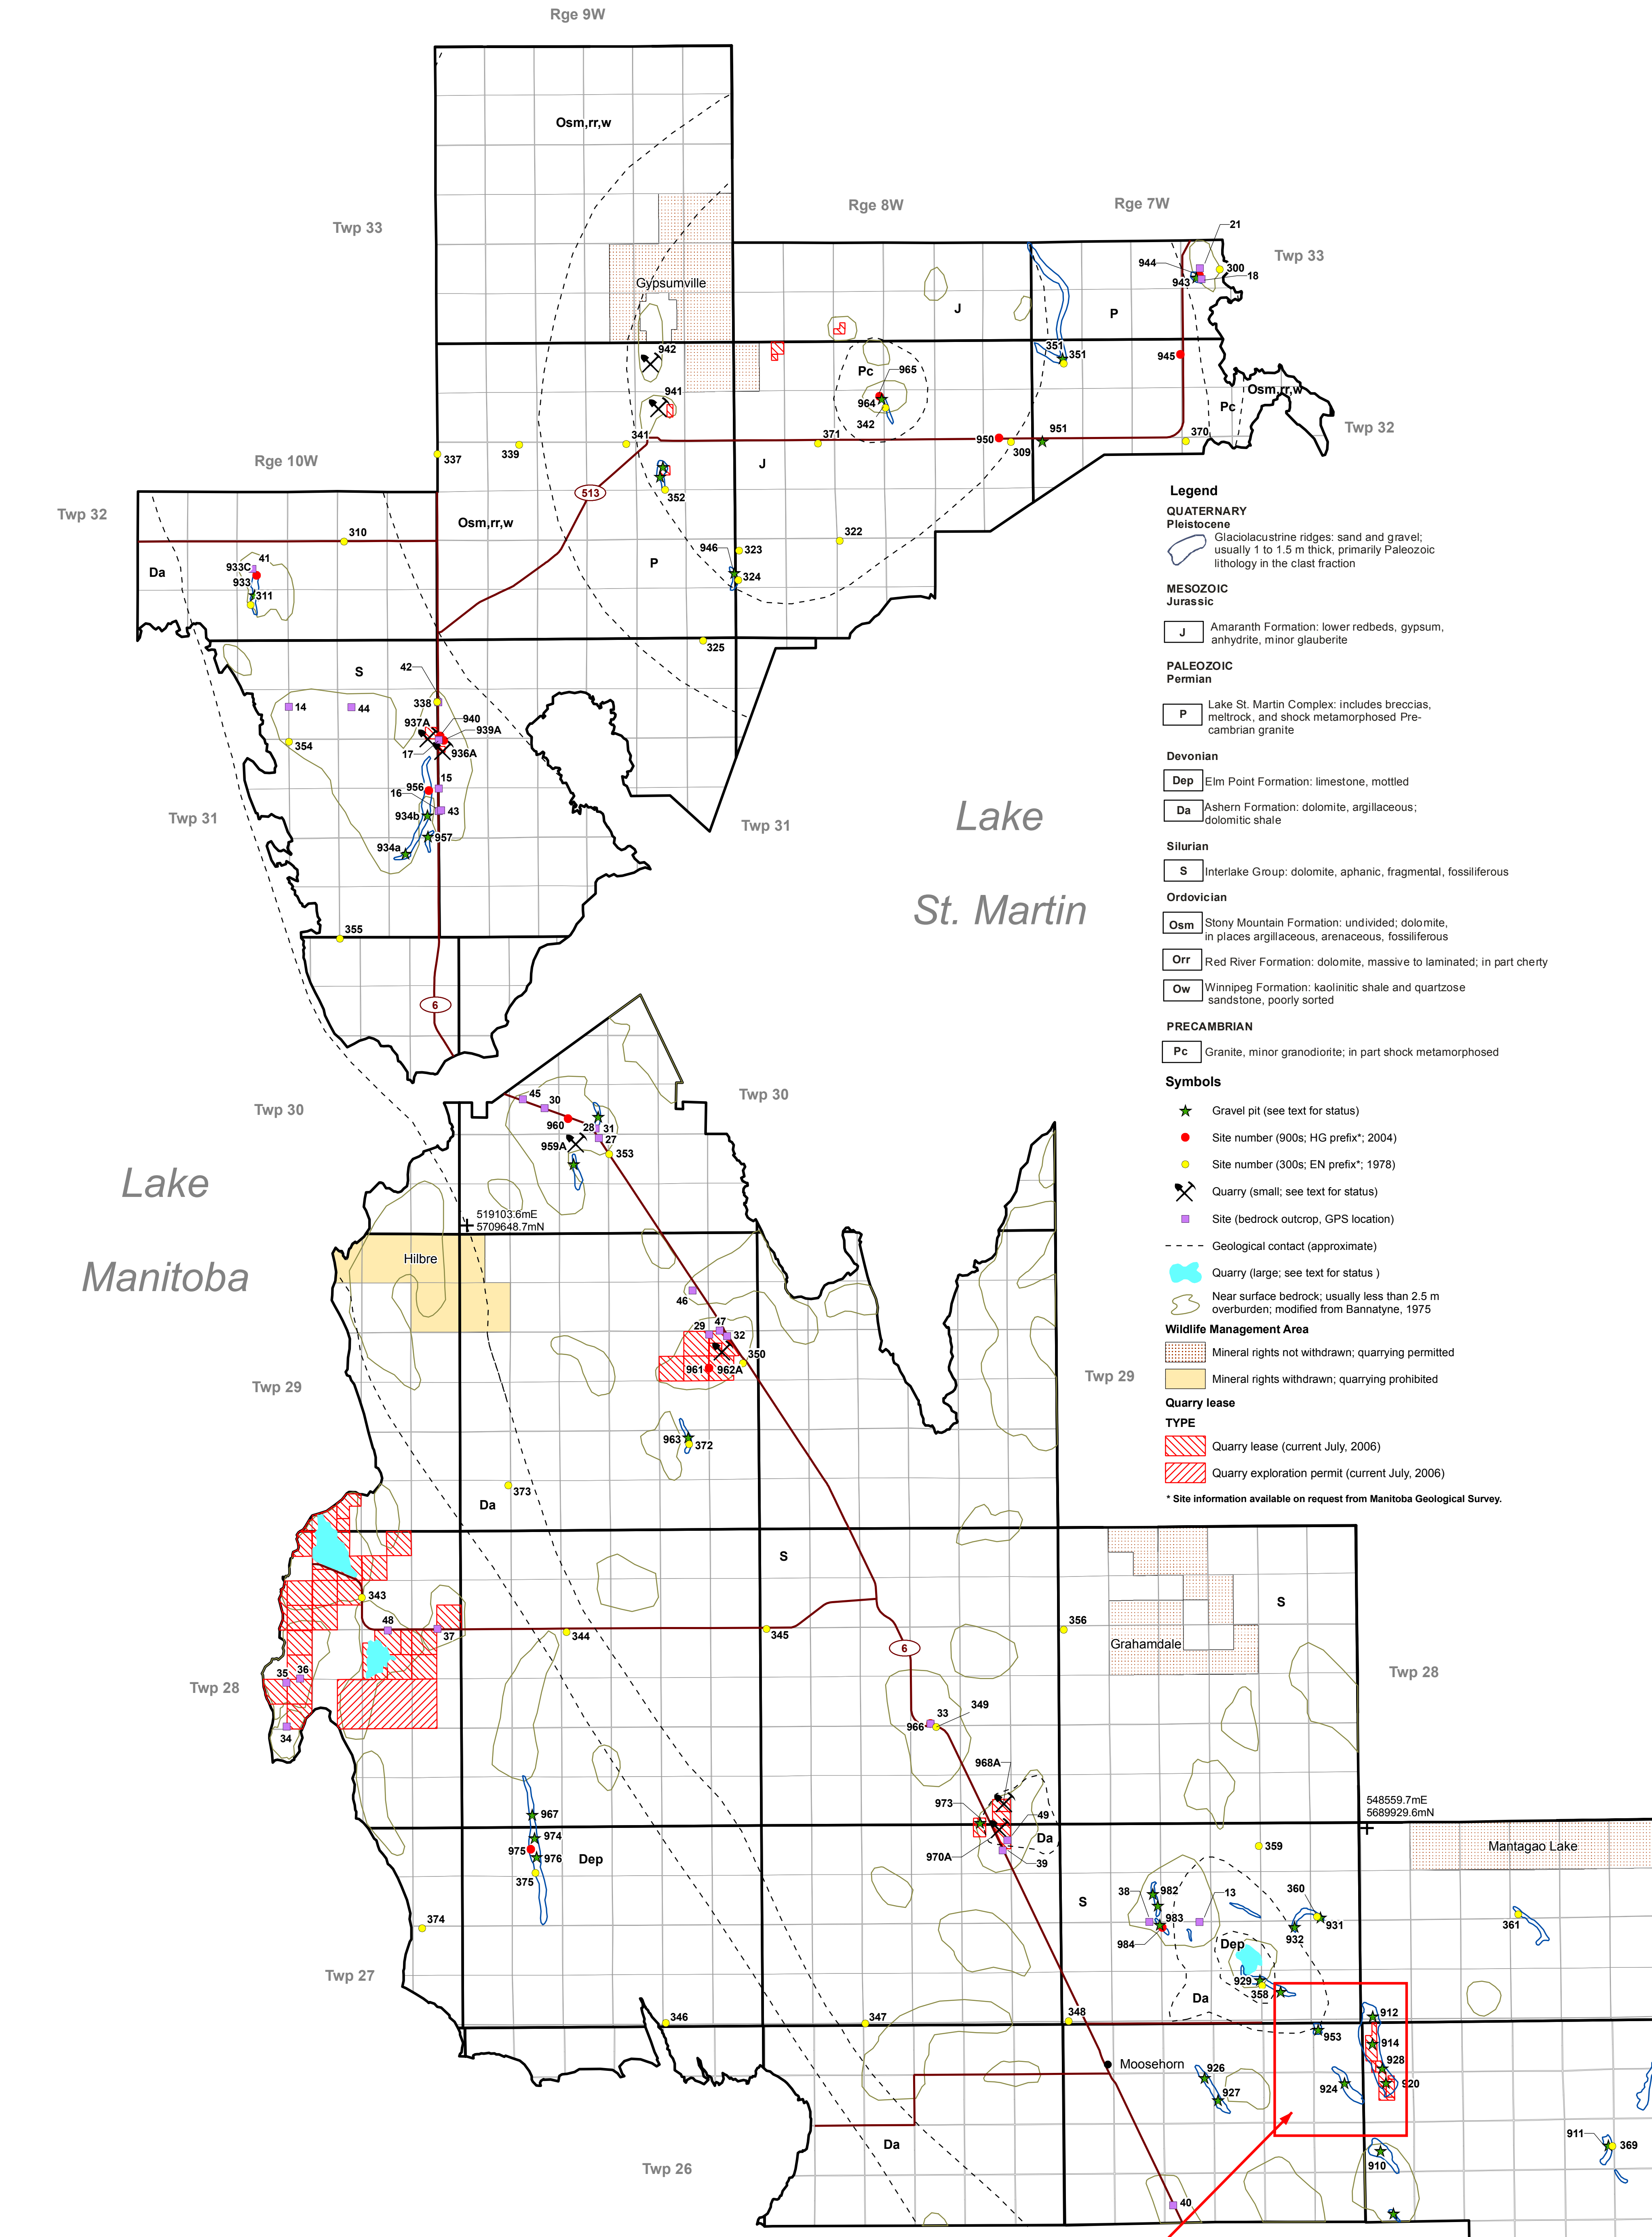 Rge 9W
Osm,rr,w
Rge 8W
Rge 7W
Twp 33
21
944
300
Twp 33
18
943
Gypsumville
J
P
942
351
351
945
Pc
965
941
Osm,rr,w
964
Pc
342
341
371
950
951
370
Twp 32
337
339
309
Rge 10W
J
352
513
Twp 32
Osm,rr,w
310
322
946
323
41
P
Da
933C
933
324
311
325
S
42
14
44
338
937A
940
939A
354
17
936A
15
956
16
43
934b
Twp 31
Twp 31
957
934a
Lake
St. Martin
355
6
Legend
QUATERNARY
Pleistocene
Glaciolacustrine ridges: sand and gravel;
usually 1 to 1.5 m thick, primarily Paleozoic
lithology in the clast fraction
MESOZOIC
Jurassic
J
Amaranth Formation: lower redbeds, gypsum,
anhydrite, minor glauberite
PALEOZOIC
Permian
P
Lake St. Martin Complex: includes breccias,
meltrock, and shock metamorphosed Pre-
cambrian granite
Devonian
Dep
Elm Point Formation: limestone, mottled
Da
Ashern Formation: dolomite, argillaceous;
dolomitic shale
Silurian
S
Interlake Group: dolomite, aphanic, fragmental, fossiliferous
Ordovician
Osm
Stony Mountain Formation: undivided; dolomite,
in places argillaceous, arenaceous, fossiliferous
Orr
Red River Formation: dolomite, massive to laminated; in part cherty
Ow
Winnipeg Formation: kaolinitic shale and quartzose
sandstone, poorly sorted
PRECAMBRIAN
Pc
Granite, minor granodiorite; in part shock metamorphosed
Symbols
Gravel pit (see text for status)
Site number (900s; HG prefix*; 2004)
Site number (300s; EN prefix*; 1978)
Quarry (small; see text for status)
Site (bedrock outcrop, GPS location)
Geological contact (approximate)
Quarry (large; see text for status )
Near surface bedrock; usually less than 2.5 m
overburden; modified from Bannatyne, 1975
Wildlife Management Area
Mineral rights not withdrawn; quarrying permitted
Mineral rights withdrawn; quarrying prohibited
Quarry lease
TYPE
Quarry lease (current July, 2006)
Quarry exploration permit (current July, 2006)
* Site information available on request from Manitoba Geological Survey.
Twp 30
Twp 30
45
30
960
28
31
27
959A
353
Lake
Manitoba
519103.6mE
5709648.7mN
Hilbre
46
47
29
32
350
961
962A
Twp 29
Twp 29
963
372
373
Da
S
S
343
48
37
344
345
356
Grahamdale
6
35
36
Twp 28
Twp 28
34
33
349
966
968A
973
49
548559.7mE
5689929.6mN
967
974
Da
970A
39
975
976
Dep
375
359
Mantagao Lake
S
38
982
13
360
374
983
931
361
984
932
Dep
Twp 27
929
358
Da
912
346
347
348
953
914
Moosehorn
926
928
924
920
927
Da
911
369
910
Twp 26
40